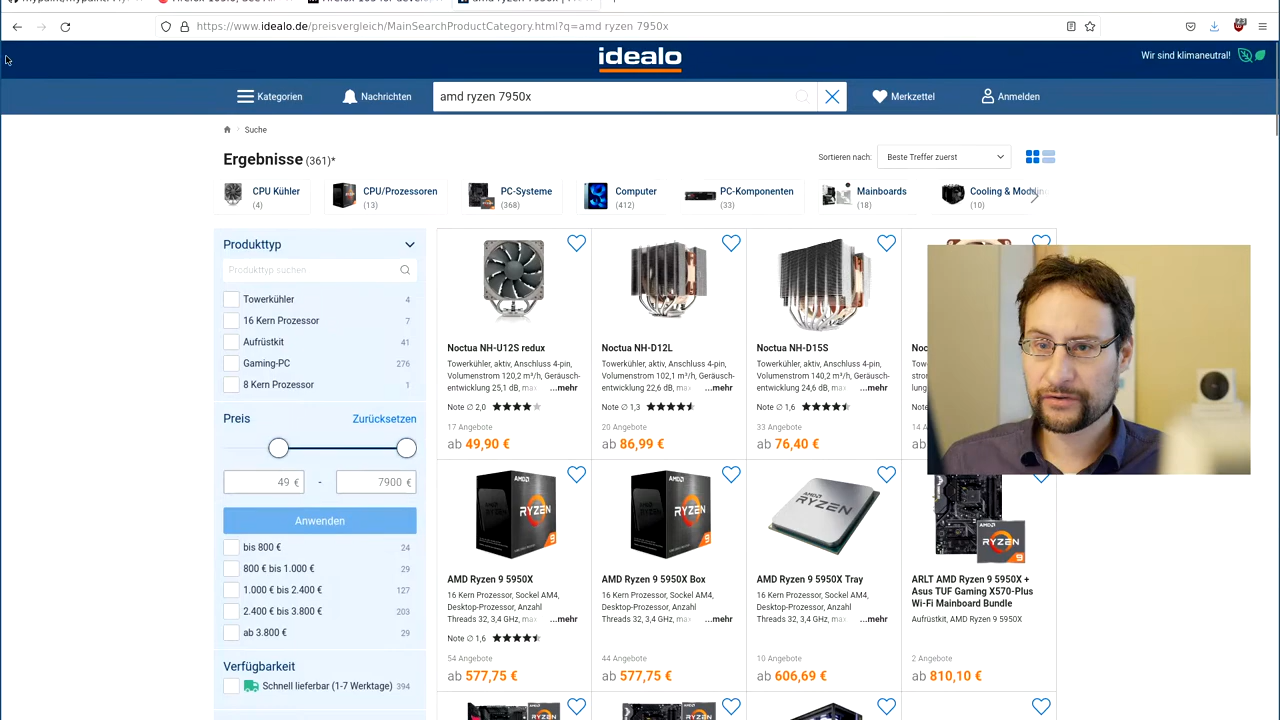 https://www.idealo.de/preisvergleich/MainSearchProductCategory.html?q=amd ryzen 7950x
idealo
Wir sind klimaneutral!
Kategorien
Nachrichten
amd ryzen 7950x
Merkzettel
Anmelden
Suche
Ergebnisse (361)*
Sortieren nach:
Beste Treffer zuerst
CPU Kühler
(4)
CPU/Prozessoren
(13)
PC-Systeme
(368)
Computer
(412)
PC-Komponenten
(33)
Mainboards
(18)
Cooling &
(10)
Produkttyp
Produkttyp suchen
Towerkühler 4
16 Kern Prozessor 7
Aufrüstkit 41
Gaming-PC 276
8 Kern Prozessor 1
Preis Zurücksetzen
49 € - 7900 €
Anwenden
bis 800 € 24
800 € bis 1.000 € 29
1.000 € bis 2.400 € 127
2.400 € bis 3.800 € 203
ab 3.800 € 29
Verfügbarkeit
Schnell lieferbar (1-7 Werktage) 394
Noctua NH-U12S redux
Towerkühler, aktiv, Anschluss 4-pin,
Volumenstrom 120,2 m³/h, Geräusch-
entwicklung 25,1 dB, max ...mehr
Note ∅ 2,0
17 Angebote
ab 49,90 €
Noctua NH-D12L
Towerkühler, aktiv, Anschluss 4-pin,
Volumenstrom 102,1 m³/h, Geräusch-
entwicklung 22,6 dB, max ...mehr
Note ∅ 1,3
20 Angebote
ab 86,99 €
Noctua NH-D15S
Towerkühler, aktiv, Anschluss 4-pin,
Volumenstrom 140,2 m³/h, Geräusch-
entwicklung 24,6 dB, max ...mehr
Note ∅ 1,6
33 Angebote
ab 76,40 €
AMD Ryzen 9 5950X
16 Kern Prozessor, Sockel AM4,
Desktop-Prozessor, Anzahl
Threads 32, 3,4 GHz, max ...mehr
Note ∅ 1,6
54 Angebote
ab 577,75 €
AMD Ryzen 9 5950X Box
16 Kern Prozessor, Sockel AM4,
Desktop-Prozessor, Anzahl
Threads 32, 3,4 GHz, max ...mehr
44 Angebote
ab 577,75 €
AMD Ryzen 9 5950X Tray
16 Kern Prozessor, Sockel AM4,
Desktop-Prozessor, Anzahl
Threads 32, 3,4 GHz, max ...mehr
10 Angebote
ab 606,69 €
ARLT AMD Ryzen 9 5950X +
Asus TUF Gaming X570-Plus
Wi-Fi Mainboard Bundle
Aufrüstkit, AMD Ryzen 9 5950X
2 Angebote
ab 810,10 €